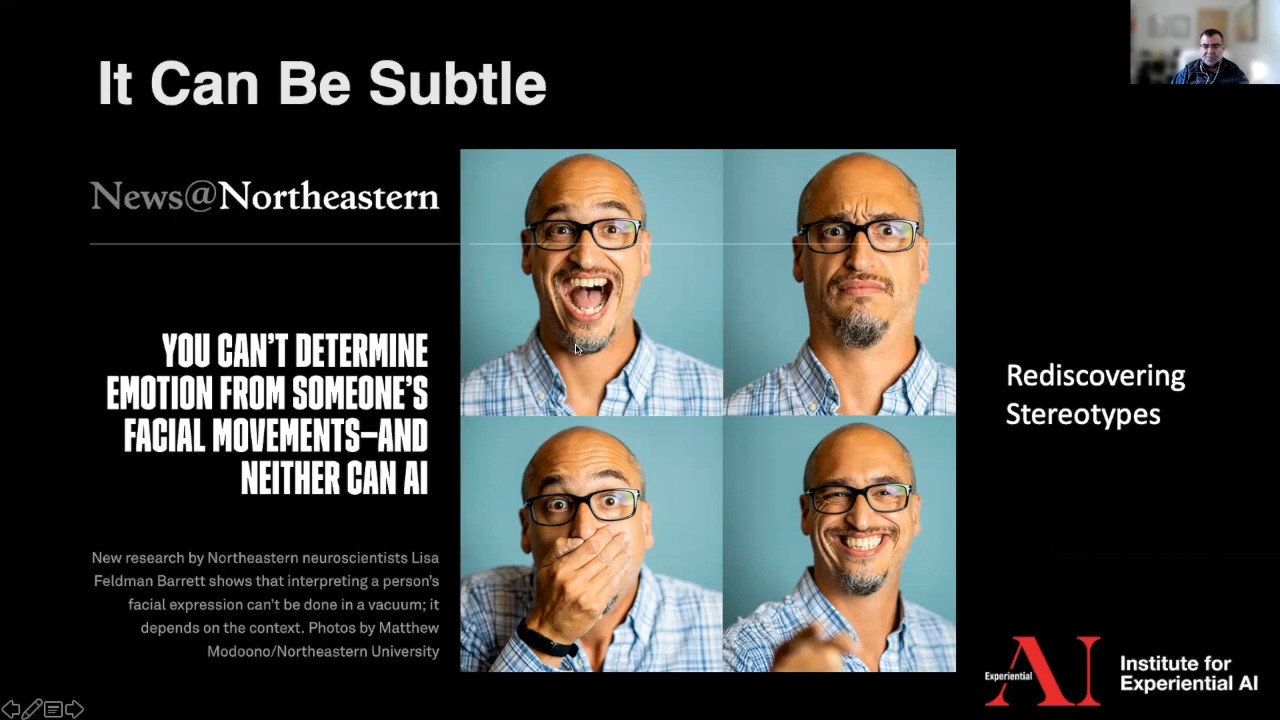 It Can Be Subtle
News@Northeastern
YOU CAN'T DETERMINE
EMOTION FROM SOMEONE'S
FACIAL MOVEMENTS—AND
NEITHER CAN AI
New research by Northeastern neuroscientists Lisa
Feldman Barrett shows that interpreting a person's
facial expression can't be done in a vacuum; it
depends on the context. Photos by Matthew
Modoono/Northeastern University
Rediscovering
Stereotypes
Experiential AI
Institute for
Experiential AI